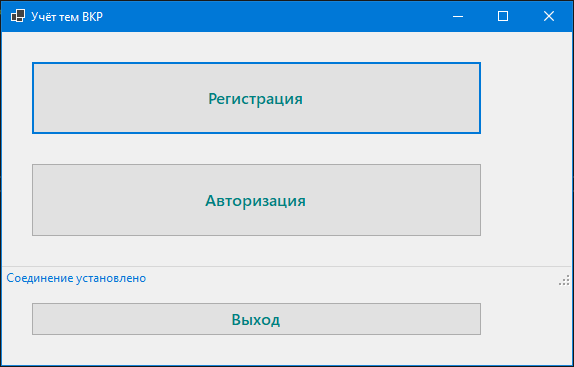 Учёт тем ВКР
Регистрация
Авторизация
Соединение установлено
Выход